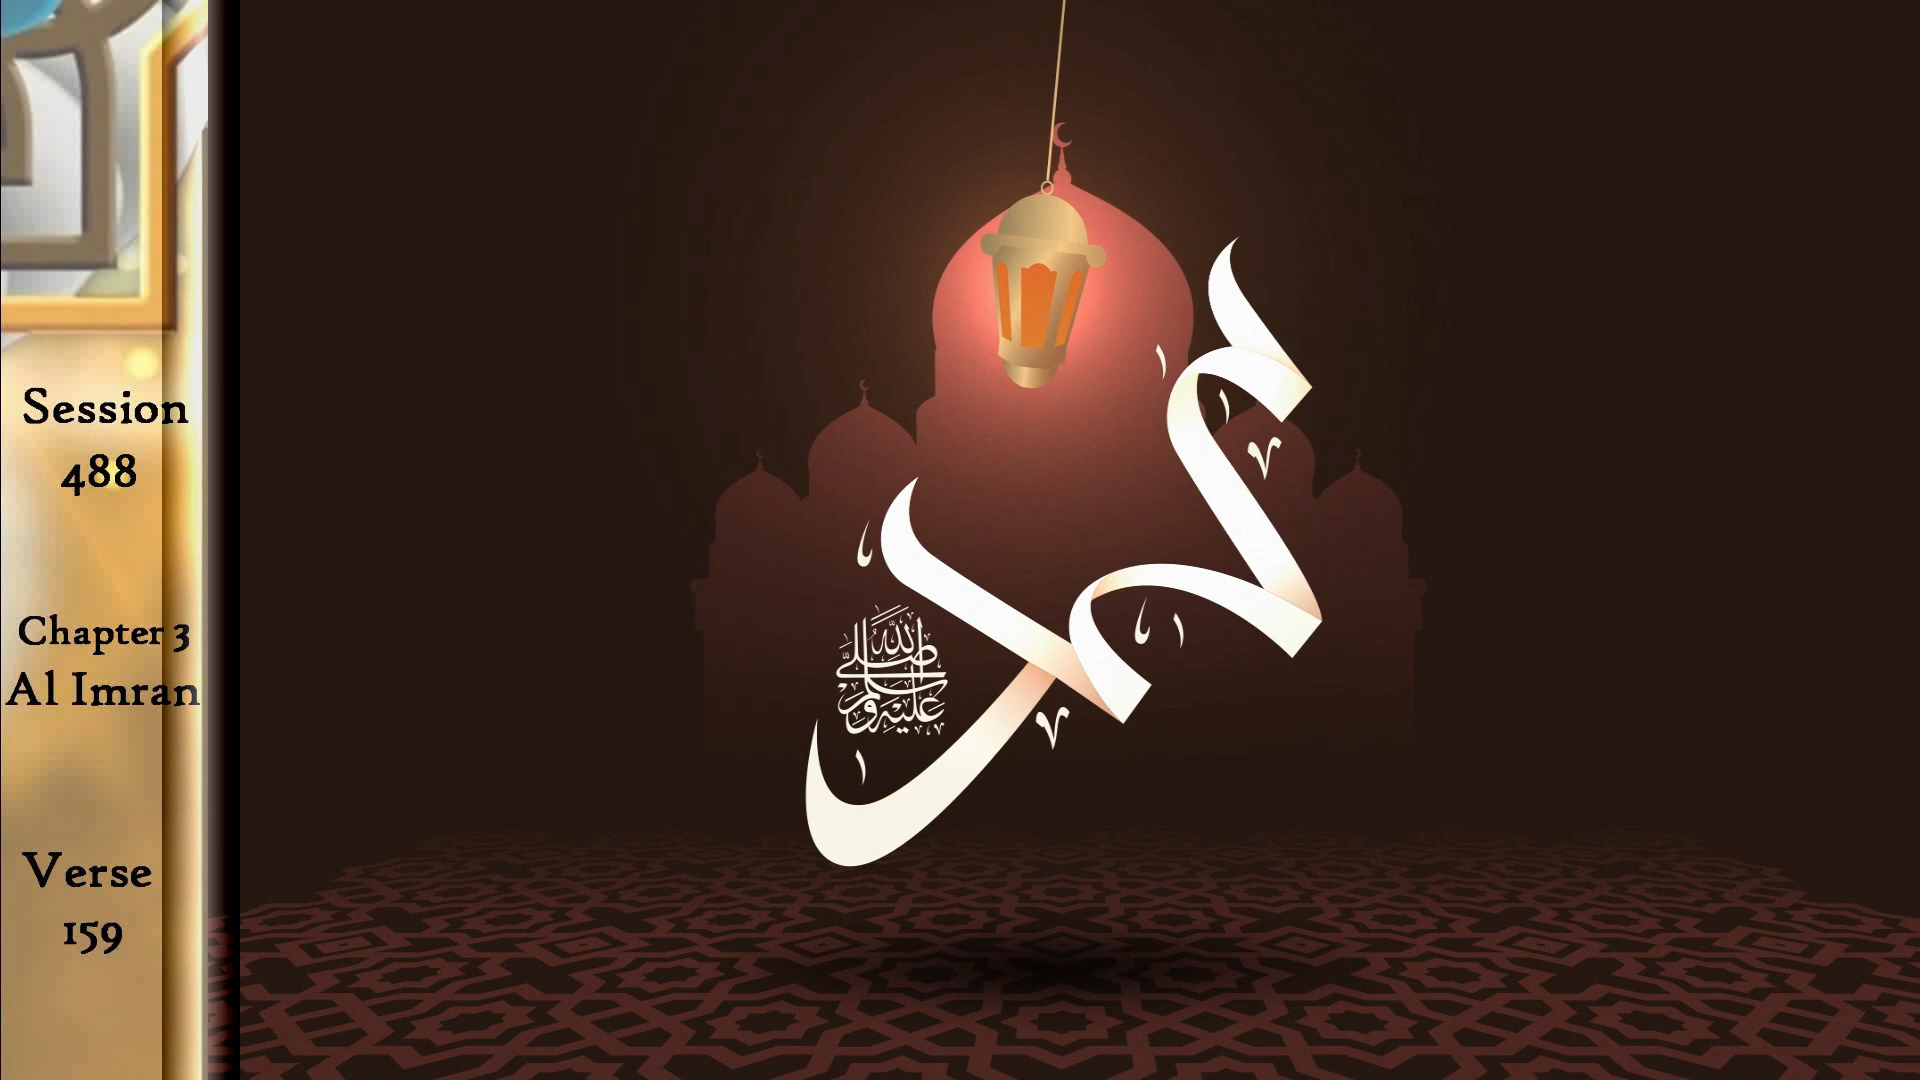 Session
488
Chapter 3
Al Imran
Verse
159
محمد
صلى الله
عليه وسلم